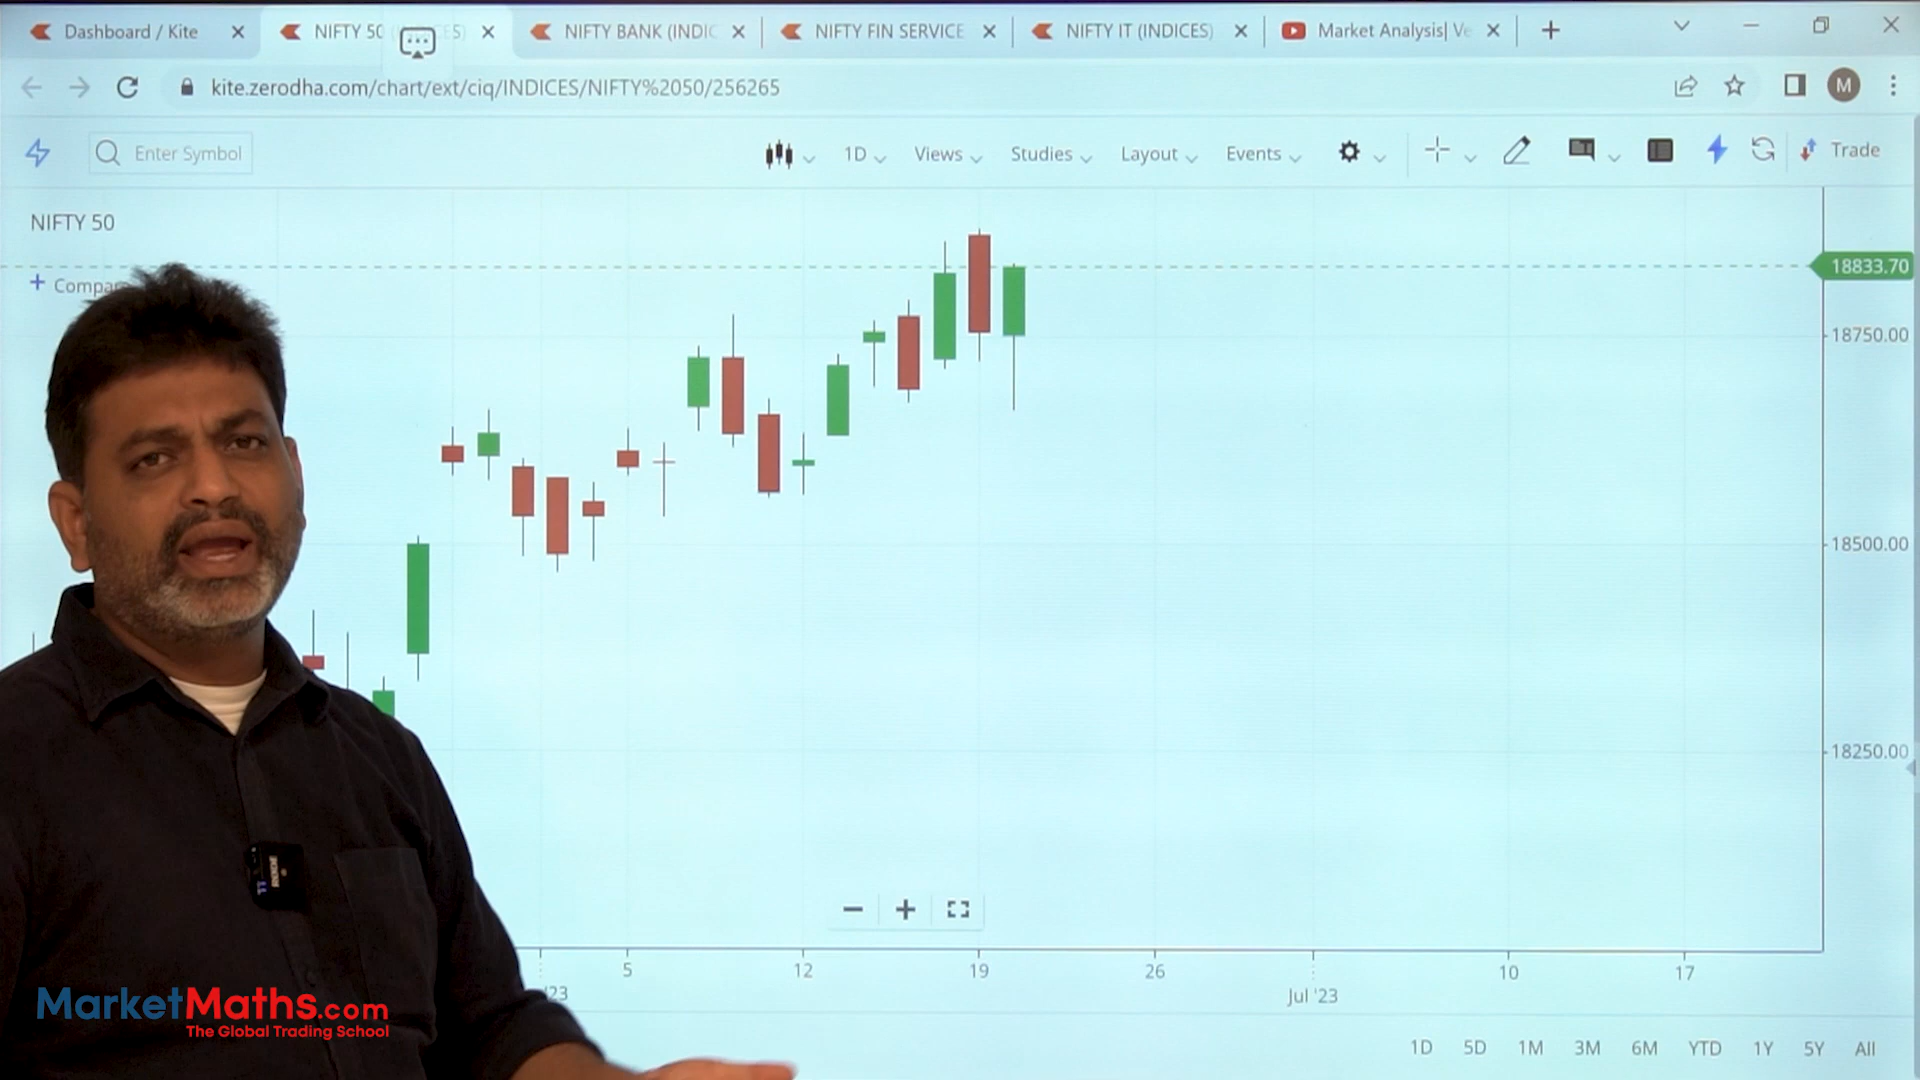 Dashboard / Kite
NIFTY 50
NIFTY BANK (INDIC
NIFTY FIN SERVICE
NIFTY IT (INDICES)
Market Analysis| Ve
kite.zerodha.com/chart/ext/ciq/INDICES/NIFTY%2050/256265
M
Enter Symbol
1D
Views
Studies
Layout
Events
Trade
NIFTY 50
18833.70
18750.00
18500.00
18250.00
RODE
'23
5
12
19
26
Jul '23
10
17
MarketMaths.com
The Global Trading School
1D 5D 1M 3M 6M YTD 1Y 5Y All